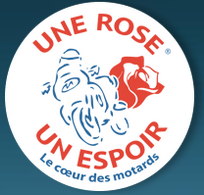 UNE ROSE ®
UN ESPOIR
Le cœur des motards